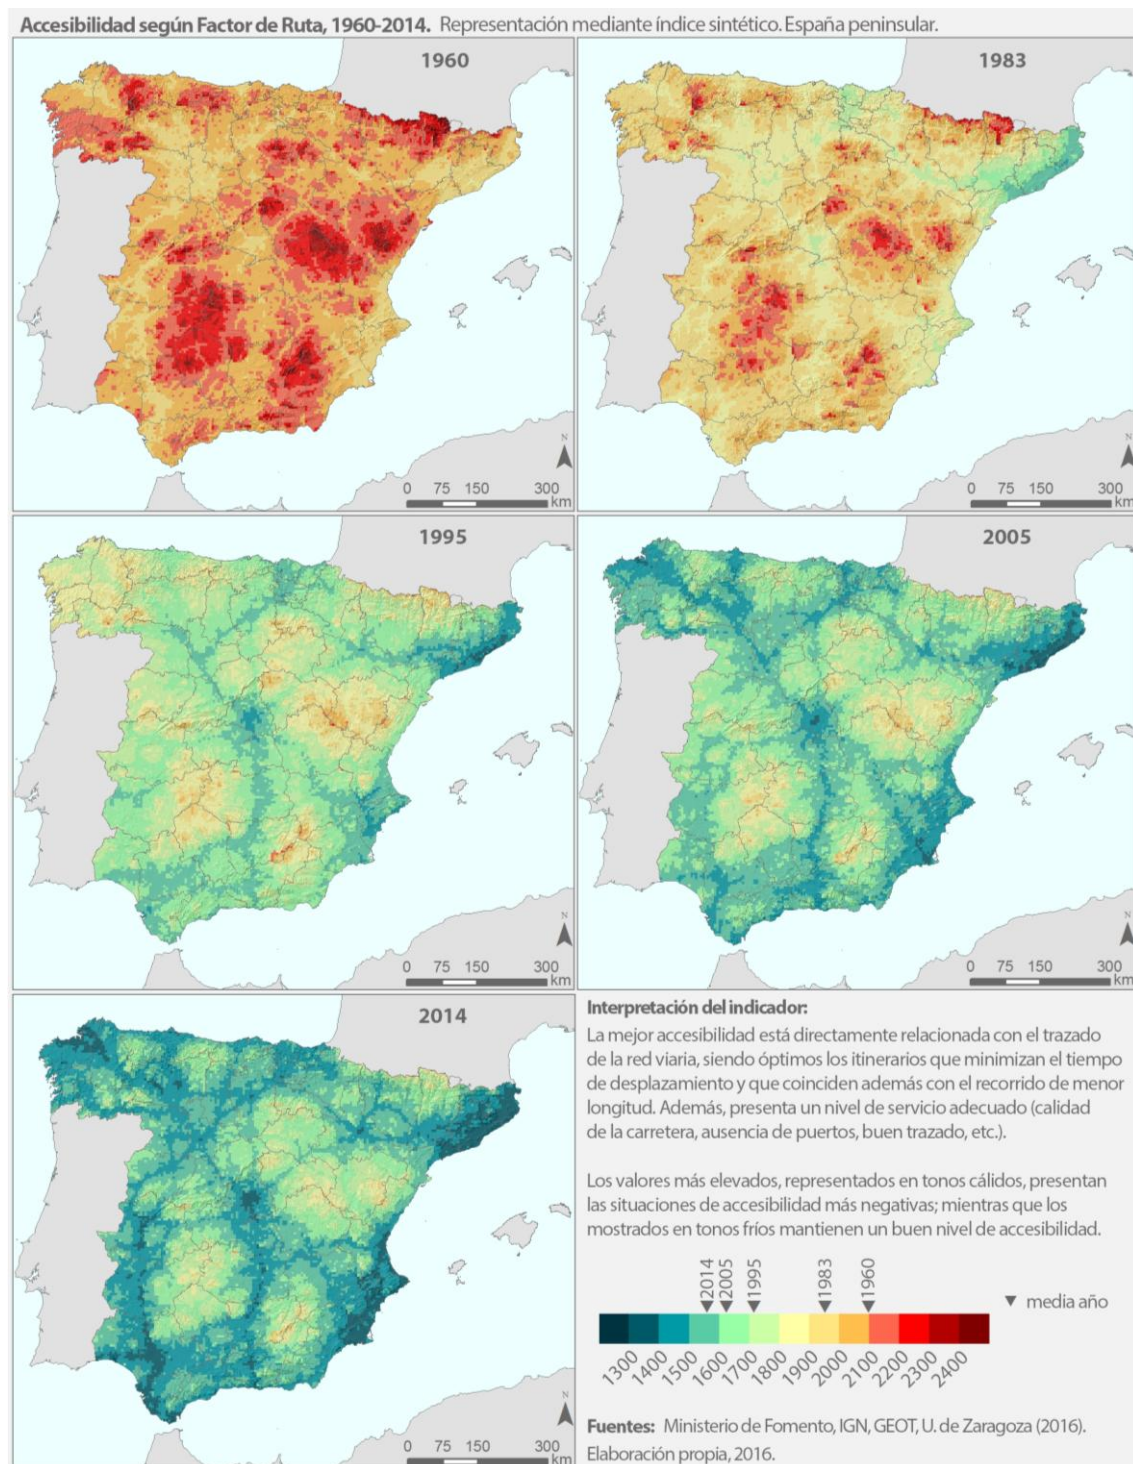 Accesibilidad según Factor de Ruta, 1960-2014. Representación mediante índice sintético. España peninsular.
1960
N
0 75 150 300
km
1983
N
0 75 150 300
km
1995
N
0 75 150 300
km
2005
N
0 75 150 300
km
2014
N
0 75 150 300
km
Interpretación del indicador:
La mejor accesibilidad está directamente relacionada con el trazado
de la red viaria, siendo óptimos los itinerarios que minimizan el tiempo
de desplazamiento y que coinciden además con el recorrido de menor
longitud. Además, presenta un nivel de servicio adecuado (calidad
de la carretera, ausencia de puertos, buen trazado, etc.).
Los valores más elevados, representados en tonos cálidos, presentan
las situaciones de accesibilidad más negativas; mientras que los
mostrados en tonos fríos mantienen un buen nivel de accesibilidad.
2014 2005 1995 1983 1960
media año
1300 1400 1500 1600 1700 1800 1900 2000 2100 2200 2300 2400
Fuentes: Ministerio de Fomento, IGN, GEOT, U. de Zaragoza (2016).
Elaboración propia, 2016.